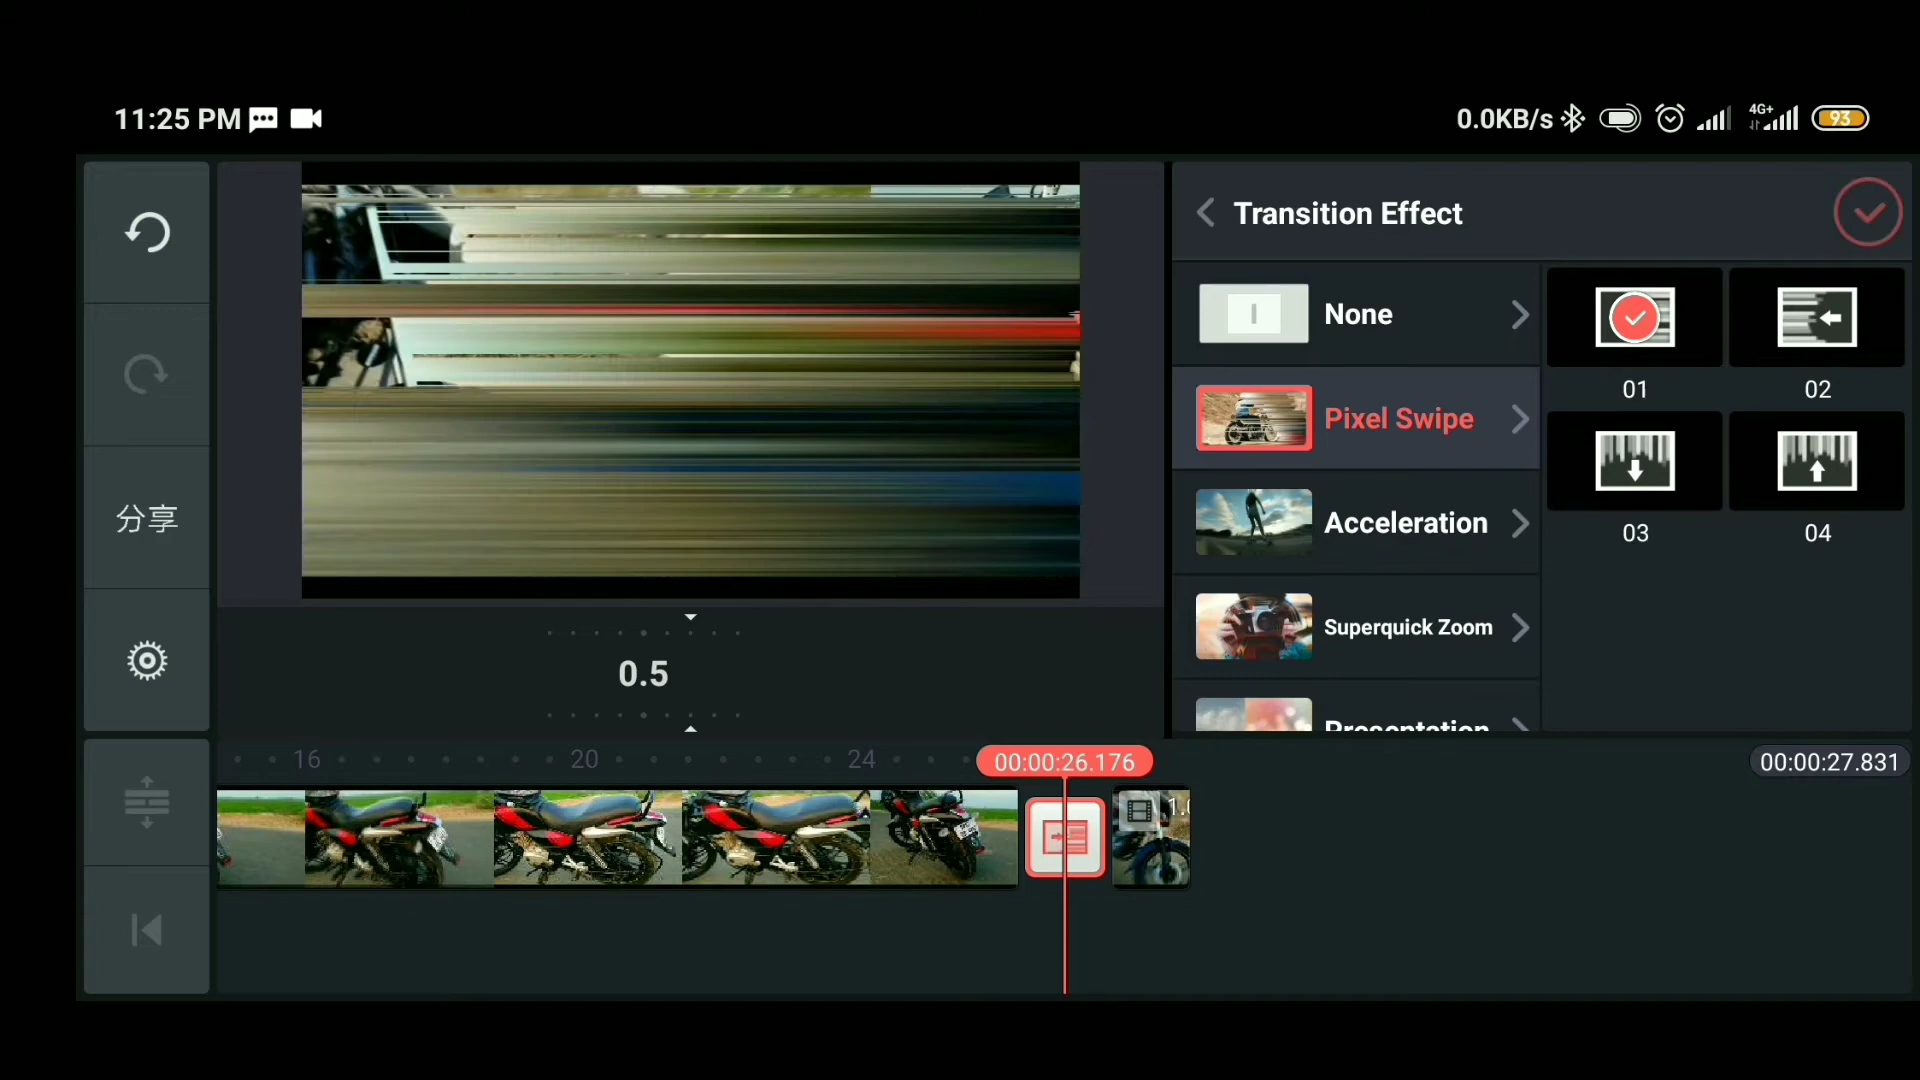 11:25 PM
0.0KB/s
4G+
93
Transition Effect
None
Pixel Swipe
Acceleration
Superquick Zoom
Presentation
01
02
03
04
分享
0.5
16
20
24
00:00:26.176
00:00:27.831